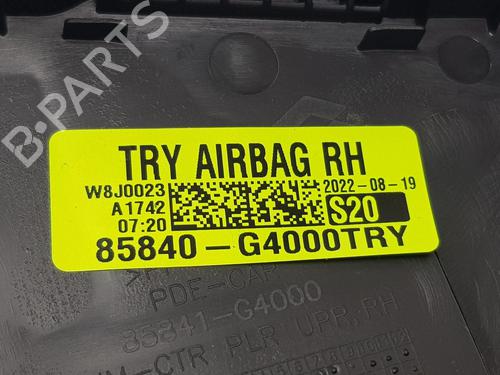 B-PARTS
TRY AIRBAG RH
W8J0023
2022-08-19
A1742
07:20
S20
85840-G4000TRY
PDE-CAP
85841-G4000
CTR PLR UPR, RH